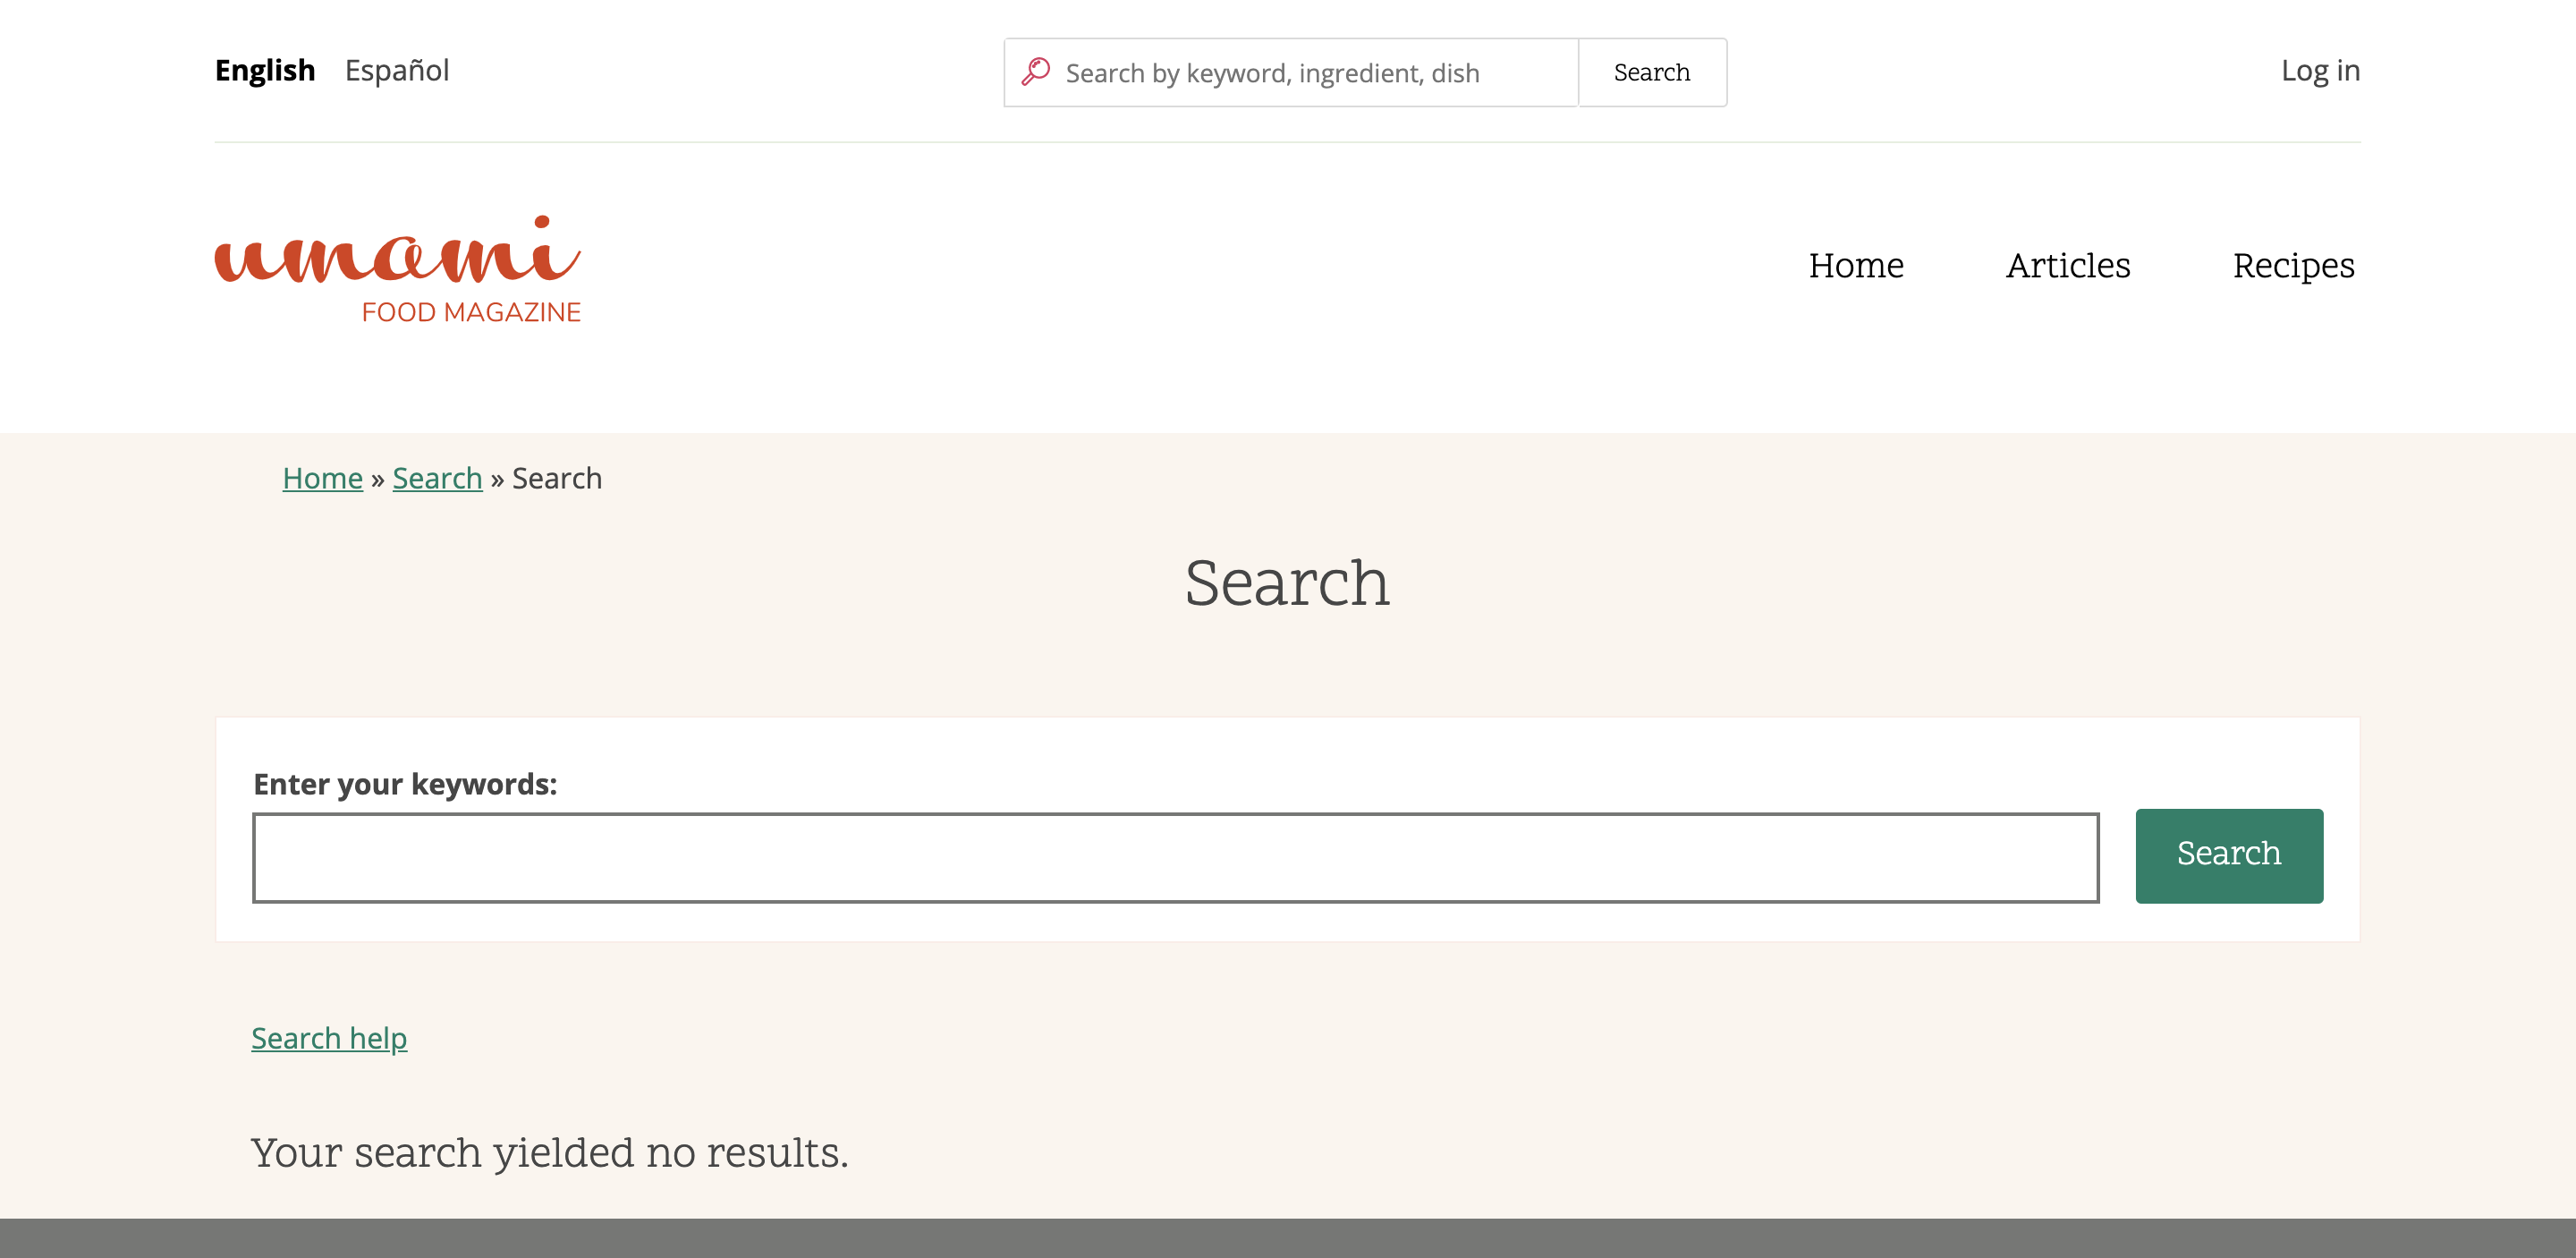 English Español
Search by keyword, ingredient, dish
Search
Log in
umami
FOOD MAGAZINE
Home Articles Recipes
Home » Search » Search
Search
Enter your keywords:
Search
Search help
Your search yielded no results.